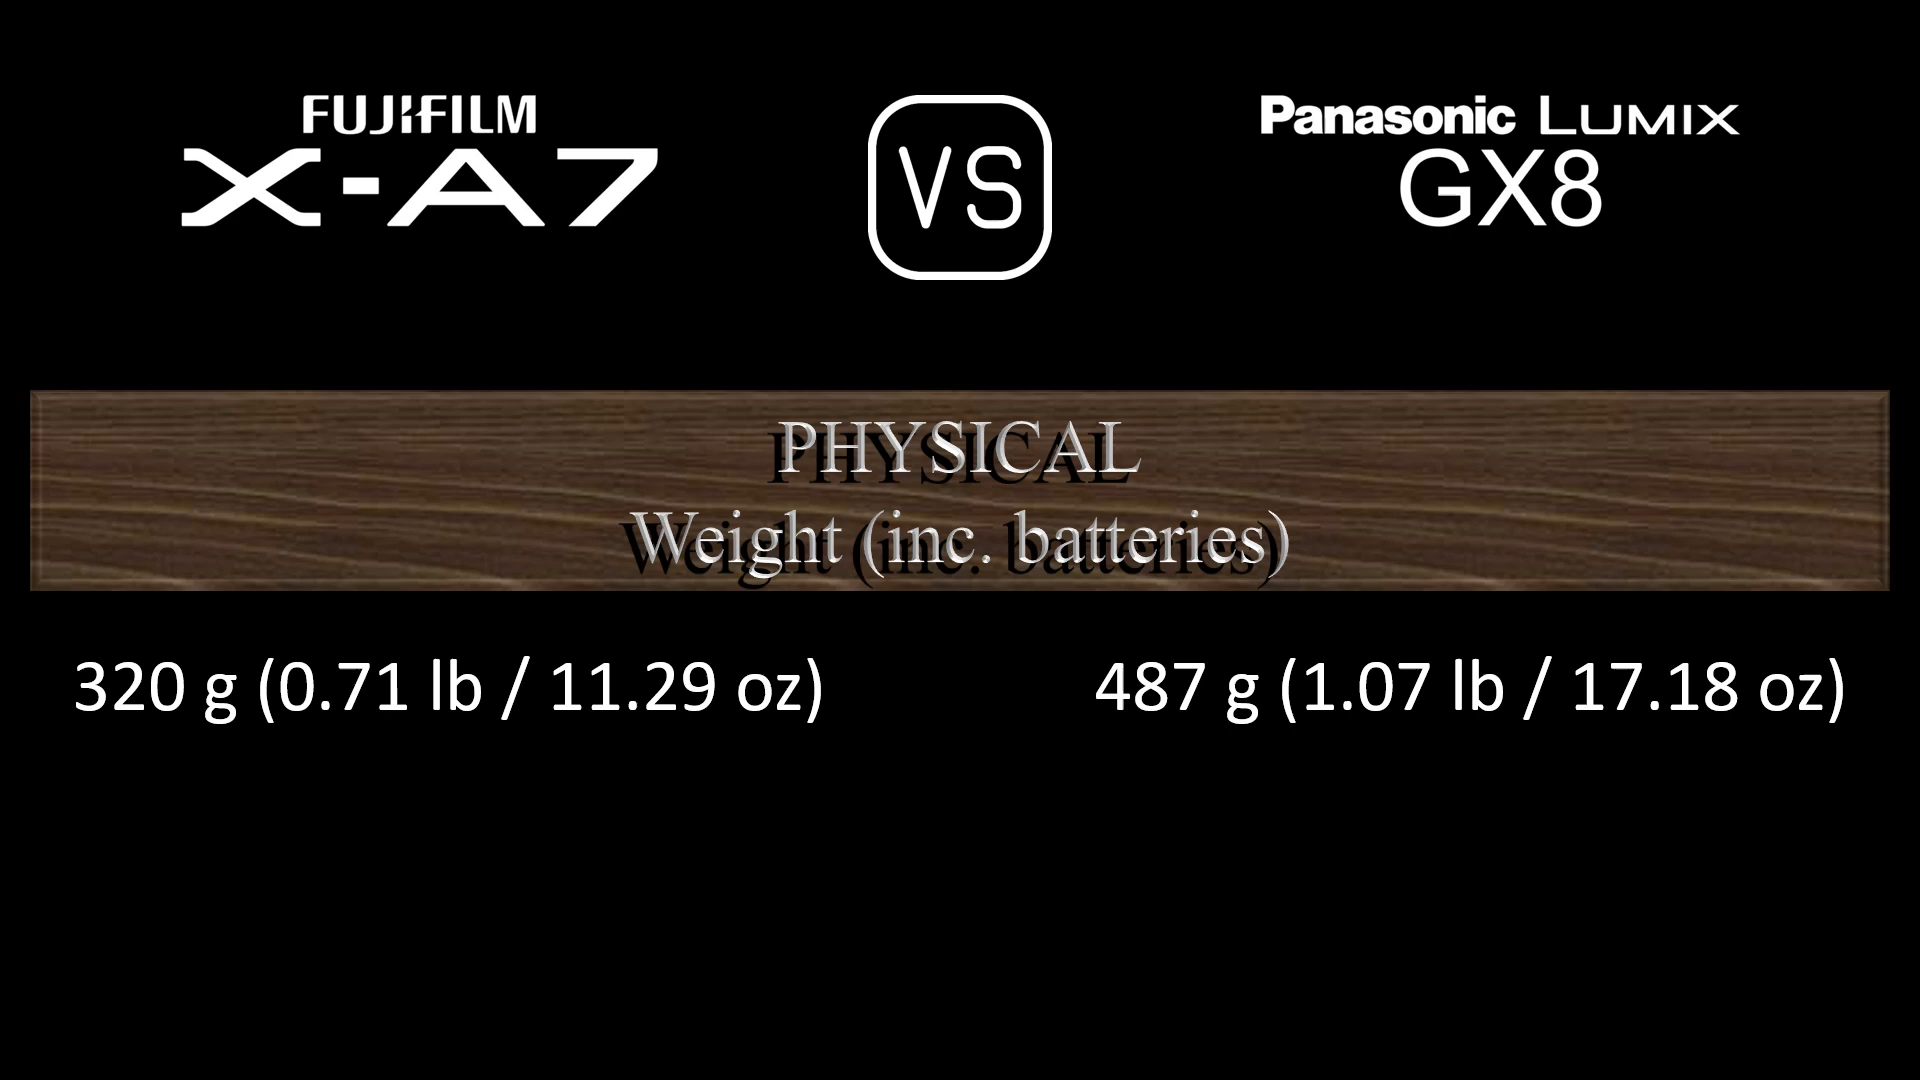 FUJIFILM
X-A7
VS
Panasonic LUMIX
GX8
PHYSICAL
Weight (inc. batteries)
320 g (0.71 lb / 11.29 oz)
487 g (1.07 lb / 17.18 oz)